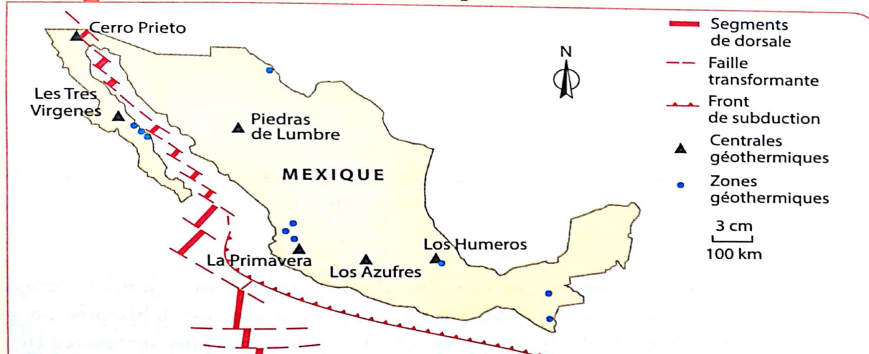 Cerro Prieto
Les Tres
Virgenes
Piedras
de Lumbre
MEXIQUE
La Primavera
Los Azufres
Los Humeros
N
Segments
de dorsale
Faille
transformante
Front
de subduction
Centrales
géothermiques
Zones
géothermiques
3 cm
100 km